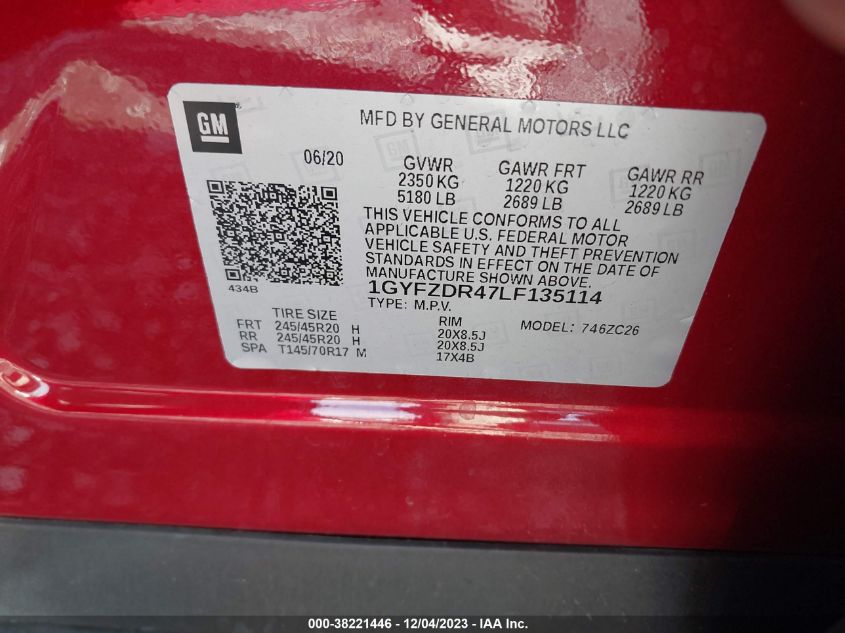 GM
MFD BY GENERAL MOTORS LLC
06/20
GVWR GAWR FRT GAWR RR
2350 KG 1220 KG 1220 KG
5180 LB 2689 LB 2689 LB
THIS VEHICLE CONFORMS TO ALL
APPLICABLE U.S. FEDERAL MOTOR
VEHICLE SAFETY AND THEFT PREVENTION
STANDARDS IN EFFECT ON THE DATE OF
MANUFACTURE SHOWN ABOVE.
434B
1GYFZDR47LF135114
TYPE: M.P.V.
TIRE SIZE RIM MODEL: 746ZC26
FRT 245/45R20 H 20X8.5J
RR 245/45R20 H 20X8.5J
SPA T145/70R17 M 17X4B
000-38221446 - 12/04/2023 - IAA Inc.